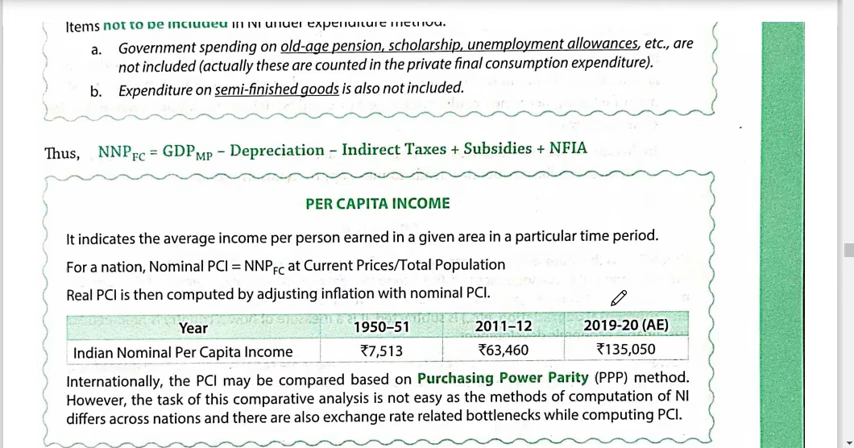 Items not to be included in NI under expenditure method.
a. Government spending on old-age pension, scholarship, unemployment allowances, etc., are
not included (actually these are counted in the private final consumption expenditure).
b. Expenditure on semi-finished goods is also not included.
Thus, NNP_FC = GDP_MP – Depreciation – Indirect Taxes + Subsidies + NFIA
PER CAPITA INCOME
It indicates the average income per person earned in a given area in a particular time period.
For a nation, Nominal PCI = NNP_FC at Current Prices/Total Population
Real PCI is then computed by adjusting inflation with nominal PCI.
Year 1950–51 2011–12 2019-20 (AE)
Indian Nominal Per Capita Income ₹7,513 ₹63,460 ₹135,050
Internationally, the PCI may be compared based on Purchasing Power Parity (PPP) method.
However, the task of this comparative analysis is not easy as the methods of computation of NI
differs across nations and there are also exchange rate related bottlenecks while computing PCI.